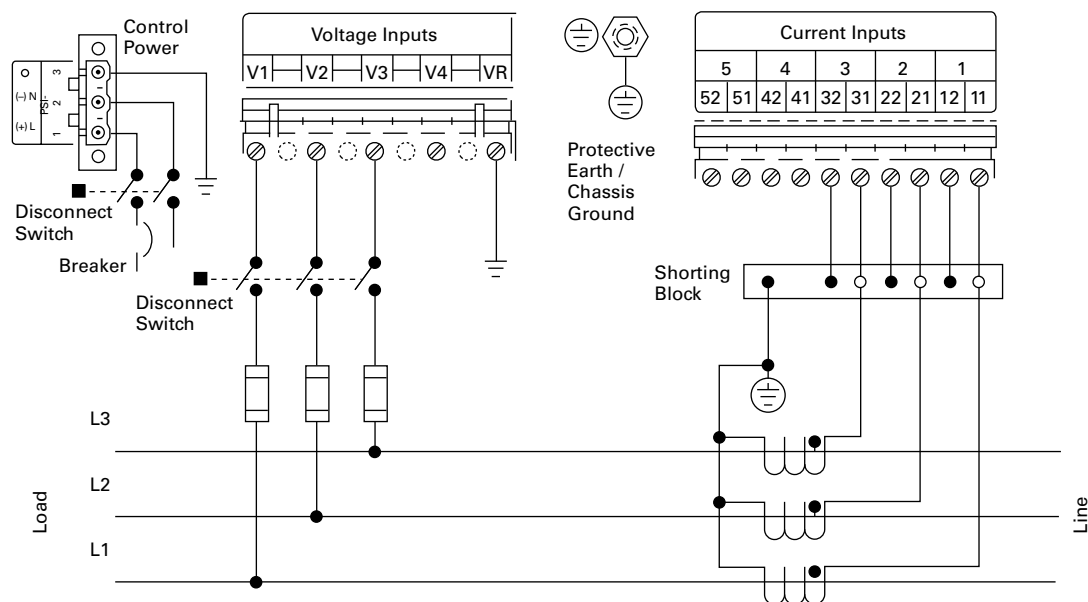 Control
Power
3
2
1
(–) N
(+) L
PSI-
Disconnect
Switch
Breaker
Voltage Inputs
V1 V2 V3 V4 VR
Disconnect
Switch
Protective
Earth /
Chassis
Ground
Current Inputs
5 4 3 2 1
52 51 42 41 32 31 22 21 12 11
Shorting
Block
L3
L2
L1
Load
Line